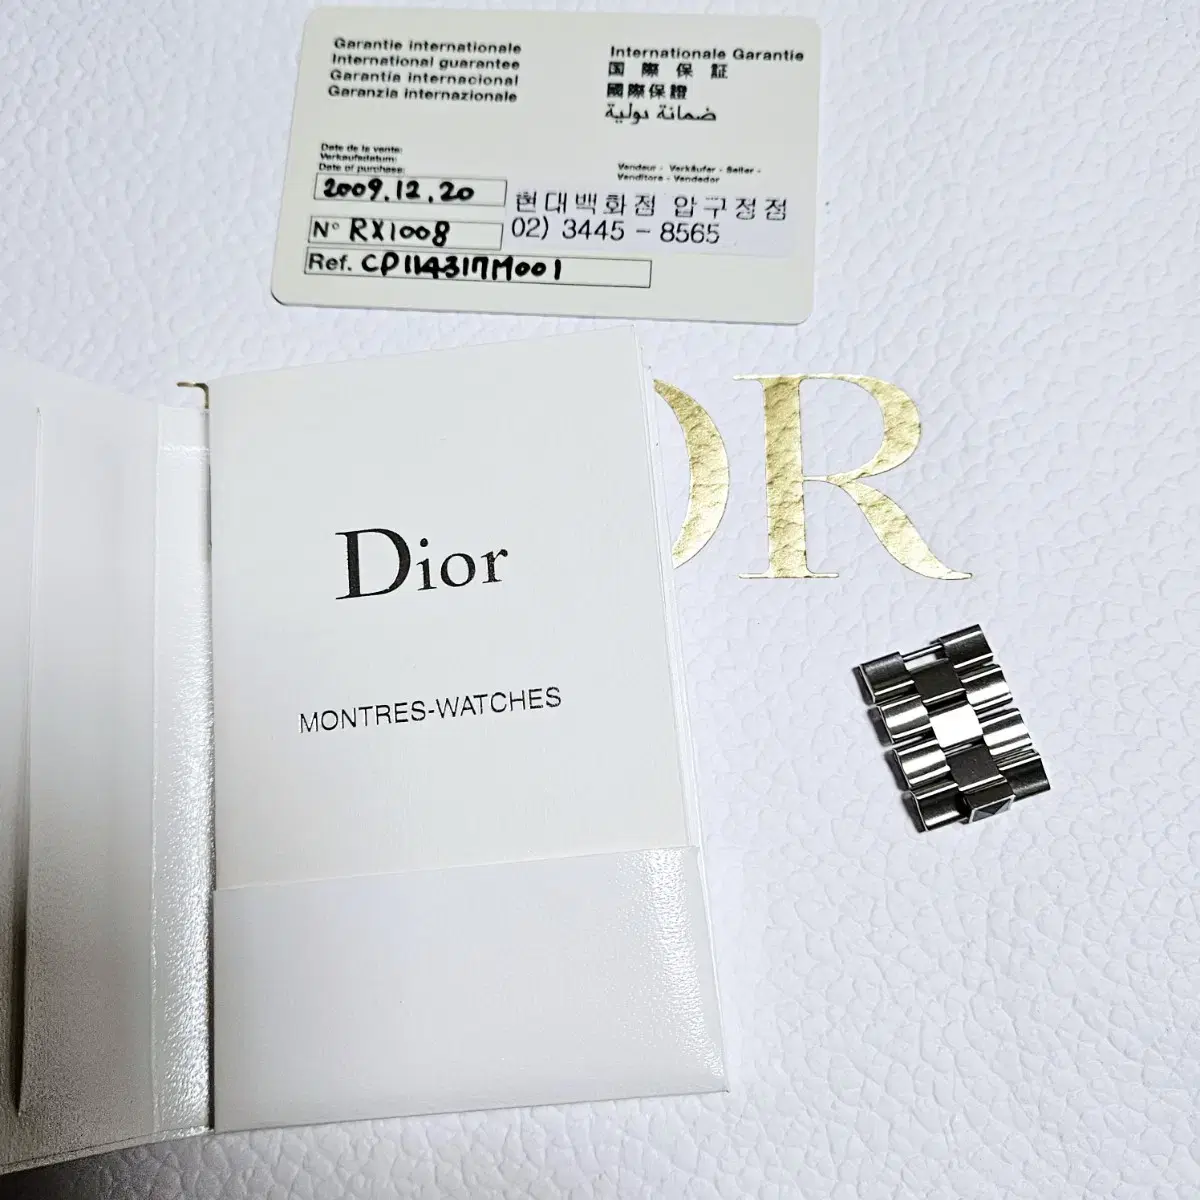 Garantie internationale
International guarantee
Garantía internacional
Garanzia internazionale
Internationale Garantie
国際保証
國際保證
ضمانة دولية
Date de la vente:
Verkaufsdatum:
Date of purchase:
2009.12.20
Vendeur - Verkäufer - Seller -
Venditore - Vendedor
현대백화점 압구정점
02) 3445 - 8565
N° RX1008
Ref. CD114317M001
OR
Dior
MONTRES-WATCHES